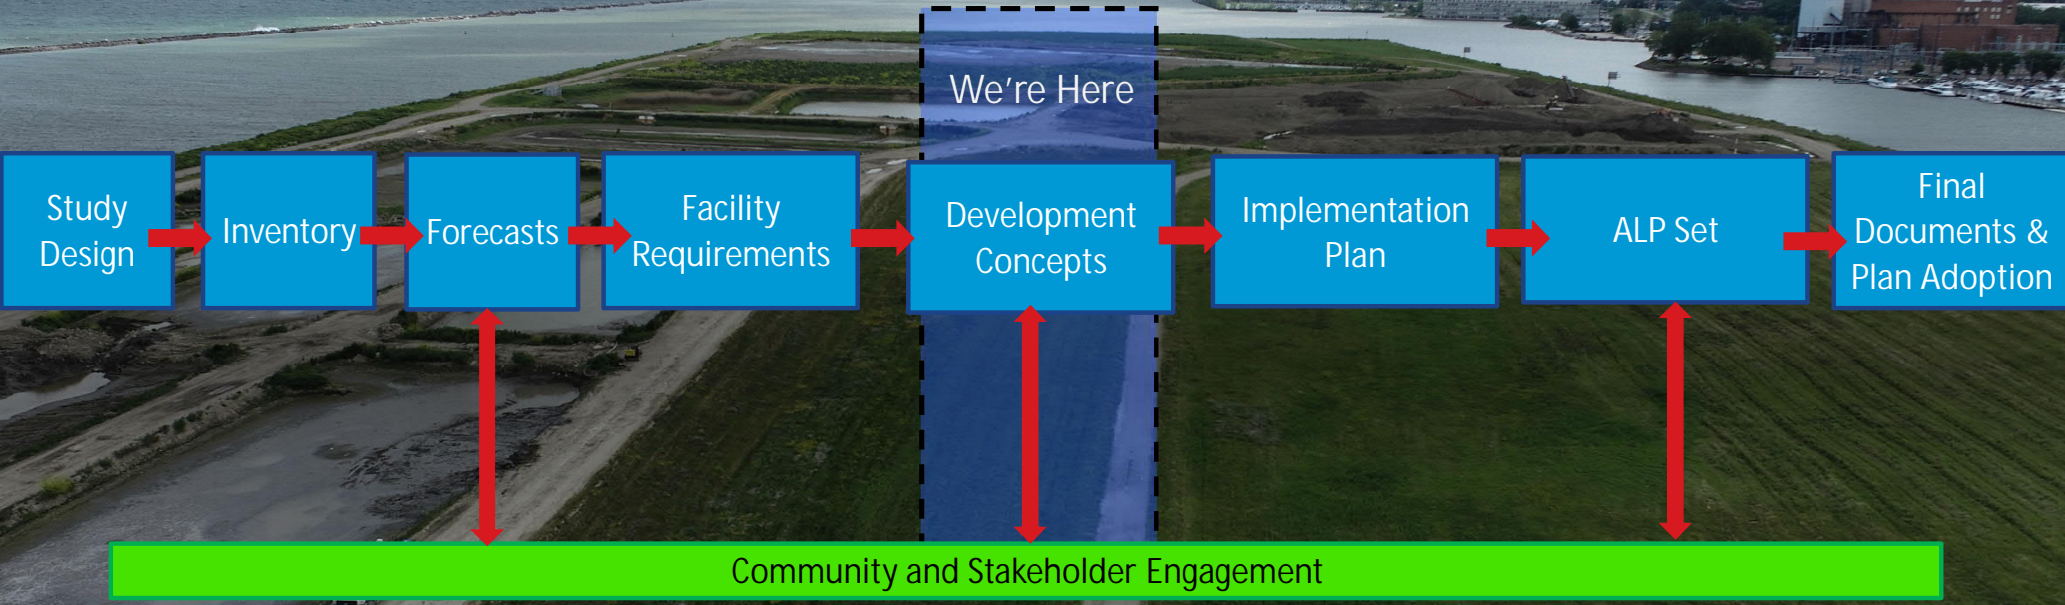 We're Here
Study
Design
Inventory
Forecasts
Facility
Requirements
Development
Concepts
Implementation
Plan
ALP Set
Final
Documents &
Plan Adoption
Community and Stakeholder Engagement